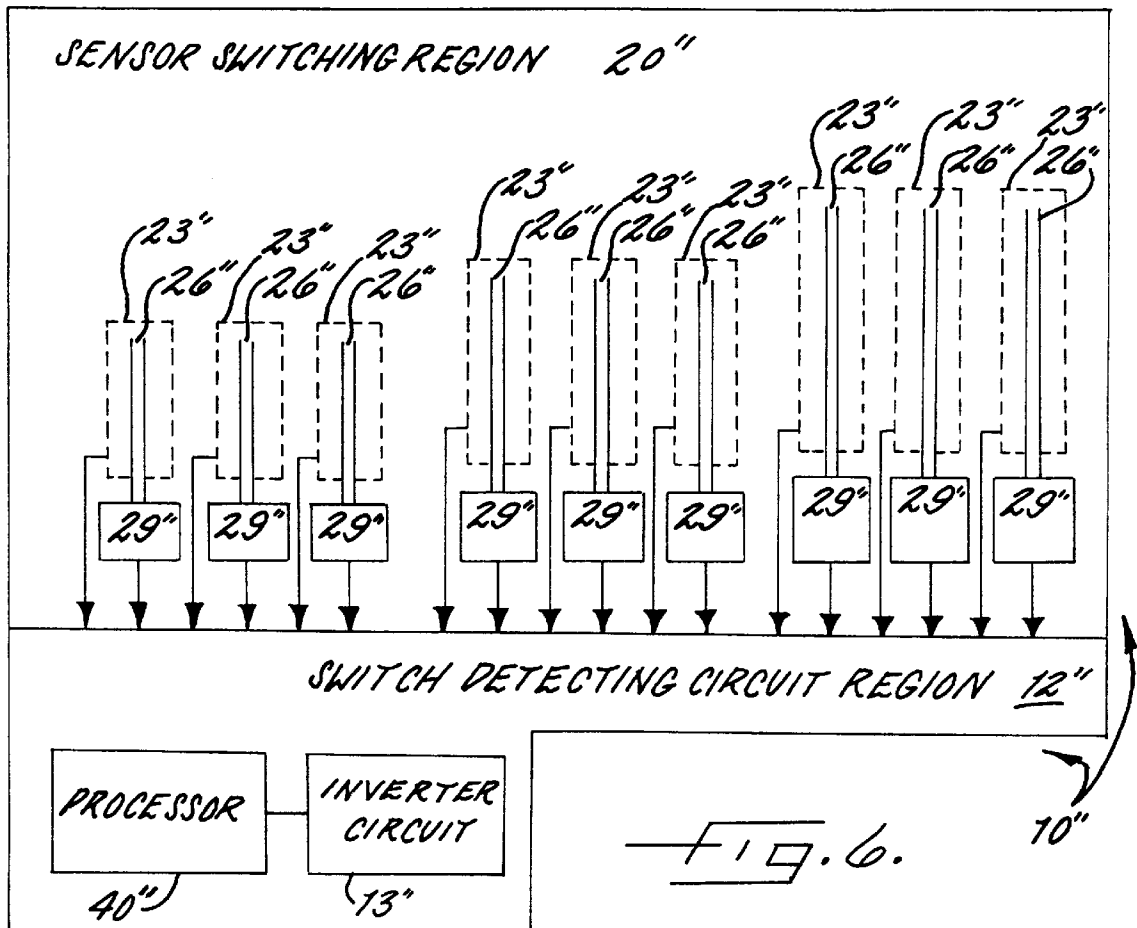 SENSOR SWITCHING REGION 20"
23" 23" 23"
26" 26" 26"
23" 23" 23"
26" 26" 26"
23" 23" 23"
26" 26" 26"
29" 29" 29" 29" 29" 29" 29" 29" 29"
SWITCH DETECTING CIRCUIT REGION 12"
PROCESSOR
INVERTER
CIRCUIT
40"
13"
10"
Fig. 6.